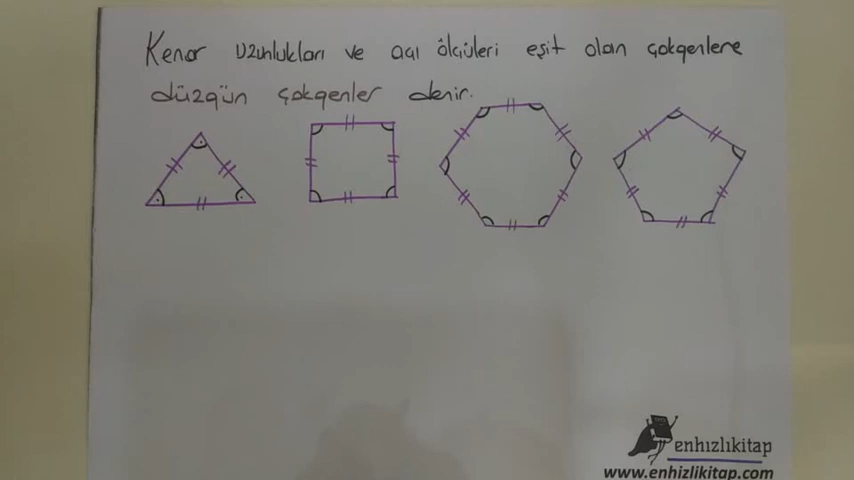 Kenar uzunlukları ve açı ölçüleri eşit olan çokgenlere
düzgün çokgenler denir.
enhızlıkitap
www.enhizlikitap.com